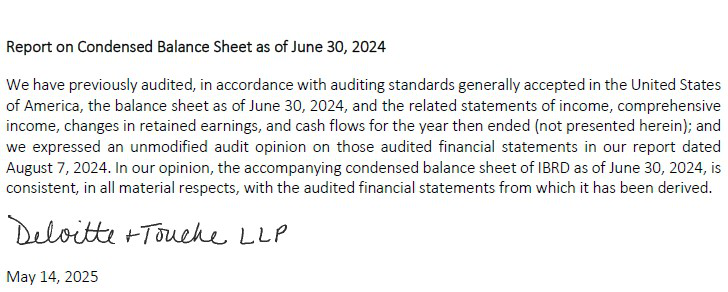 Report on Condensed Balance Sheet as of June 30, 2024
We have previously audited, in accordance with auditing standards generally accepted in the United States
of America, the balance sheet as of June 30, 2024, and the related statements of income, comprehensive
income, changes in retained earnings, and cash flows for the year then ended (not presented herein); and
we expressed an unmodified audit opinion on those audited financial statements in our report dated
August 7, 2024. In our opinion, the accompanying condensed balance sheet of IBRD as of June 30, 2024, is
consistent, in all material respects, with the audited financial statements from which it has been derived.
Deloitte + Touche LLP
May 14, 2025